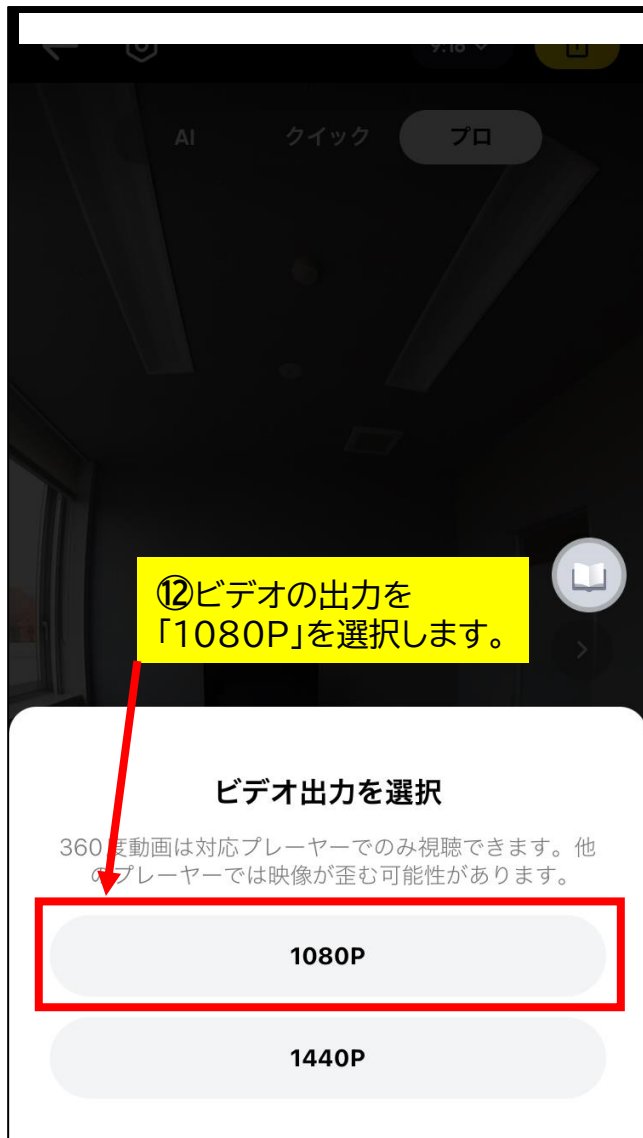 9:16
AI クイック プロ
⑫ビデオの出力を
「1080P」を選択します。
ビデオ出力を選択
360度動画は対応プレーヤーでのみ視聴できます。他
のプレーヤーでは映像が歪む可能性があります。
1080P
1440P